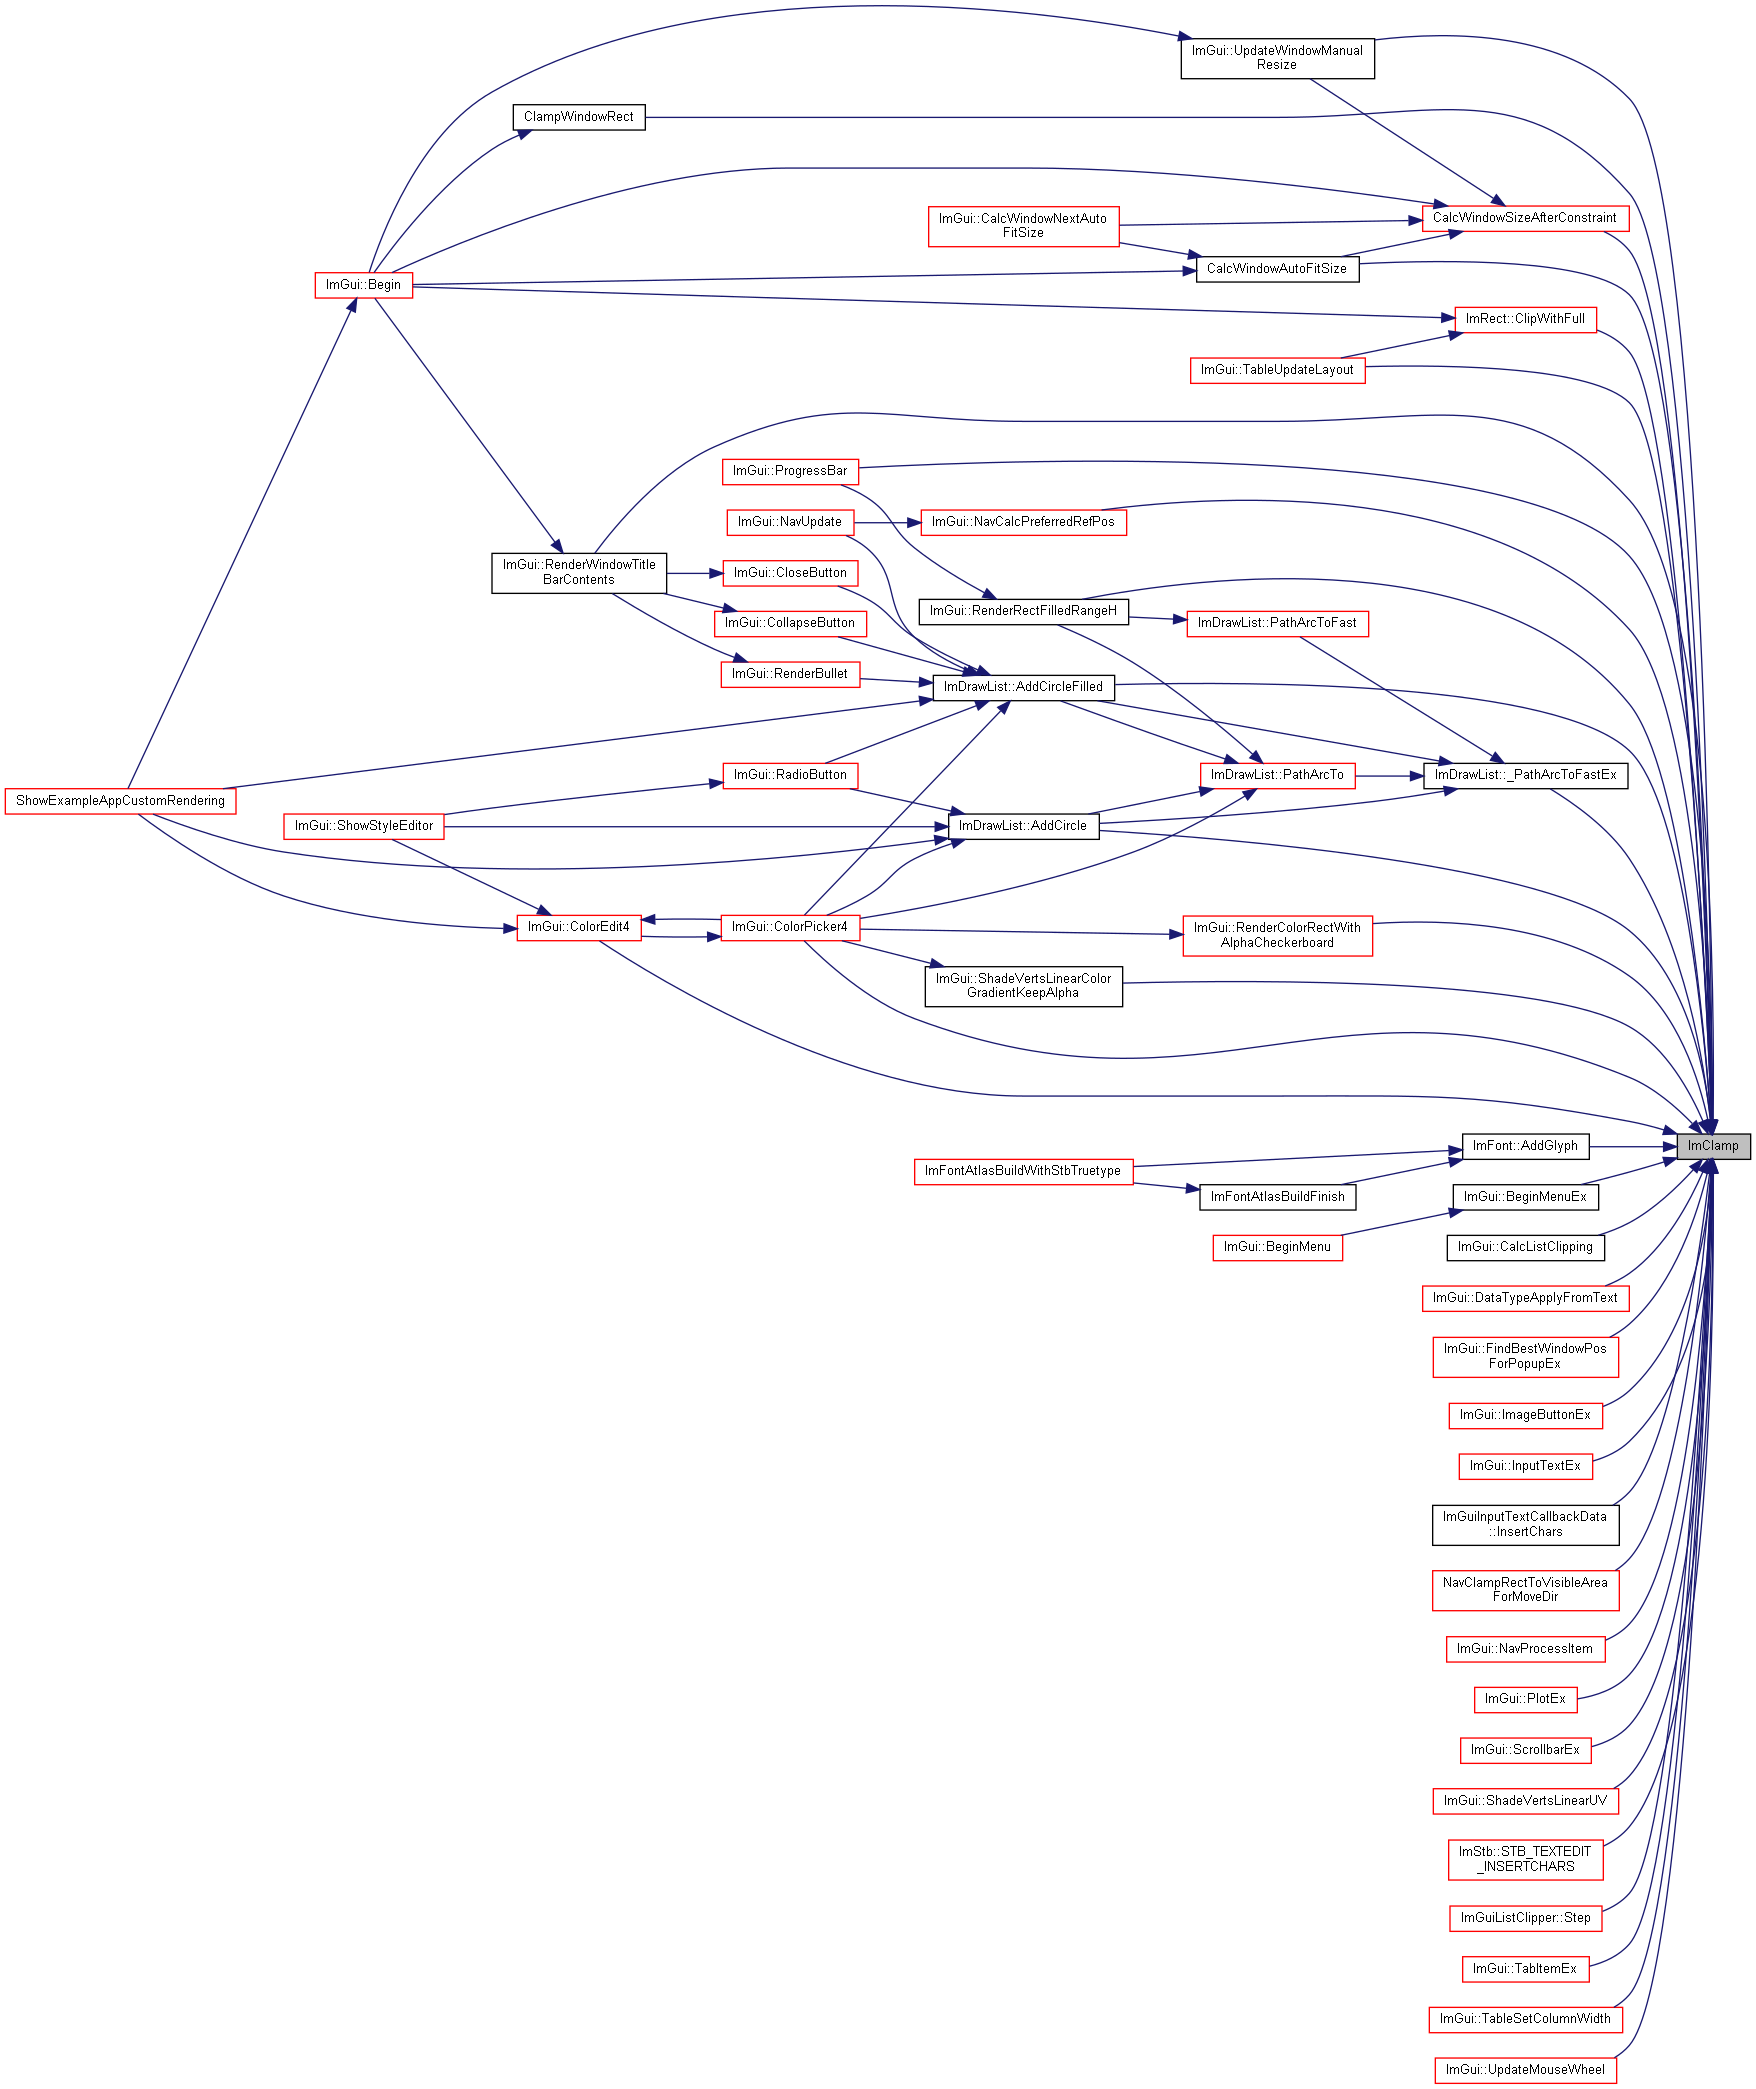 ImGui::UpdateWindowManual
Resize
ClampWindowRect
CalcWindowSizeAfterConstraint
ImGui::CalcWindowNextAuto
FitSize
CalcWindowAutoFitSize
ImGui::Begin
ImRect::ClipWithFull
ImGui::TableUpdateLayout
ImGui::ProgressBar
ImGui::NavUpdate
ImGui::NavCalcPreferredRefPos
ImGui::RenderWindowTitle
BarContents
ImGui::CloseButton
ImGui::RenderRectFilledRangeH
ImGui::CollapseButton
ImDrawList::PathArcToFast
ImGui::RenderBullet
ImDrawList::AddCircleFilled
ImGui::RadioButton
ImDrawList::PathArcTo
ImDrawList::_PathArcToFastEx
ShowExampleAppCustomRendering
ImGui::ShowStyleEditor
ImDrawList::AddCircle
ImGui::ColorEdit4
ImGui::ColorPicker4
ImGui::RenderColorRectWith
AlphaCheckerboard
ImGui::ShadeVertsLinearColor
GradientKeepAlpha
ImClamp
ImFont::AddGlyph
ImFontAtlasBuildWithStbTruetype
ImFontAtlasBuildFinish
ImGui::BeginMenuEx
ImGui::BeginMenu
ImGui::CalcListClipping
ImGui::DataTypeApplyFromText
ImGui::FindBestWindowPos
ForPopupEx
ImGui::ImageButtonEx
ImGui::InputTextEx
ImGuiInputTextCallbackData
::InsertChars
NavClampRectToVisibleArea
ForMoveDir
ImGui::NavProcessItem
ImGui::PlotEx
ImGui::ScrollbarEx
ImGui::ShadeVertsLinearUV
ImStb::STB_TEXTEDIT
_INSERTCHARS
ImGuiListClipper::Step
ImGui::TabItemEx
ImGui::TableSetColumnWidth
ImGui::UpdateMouseWheel